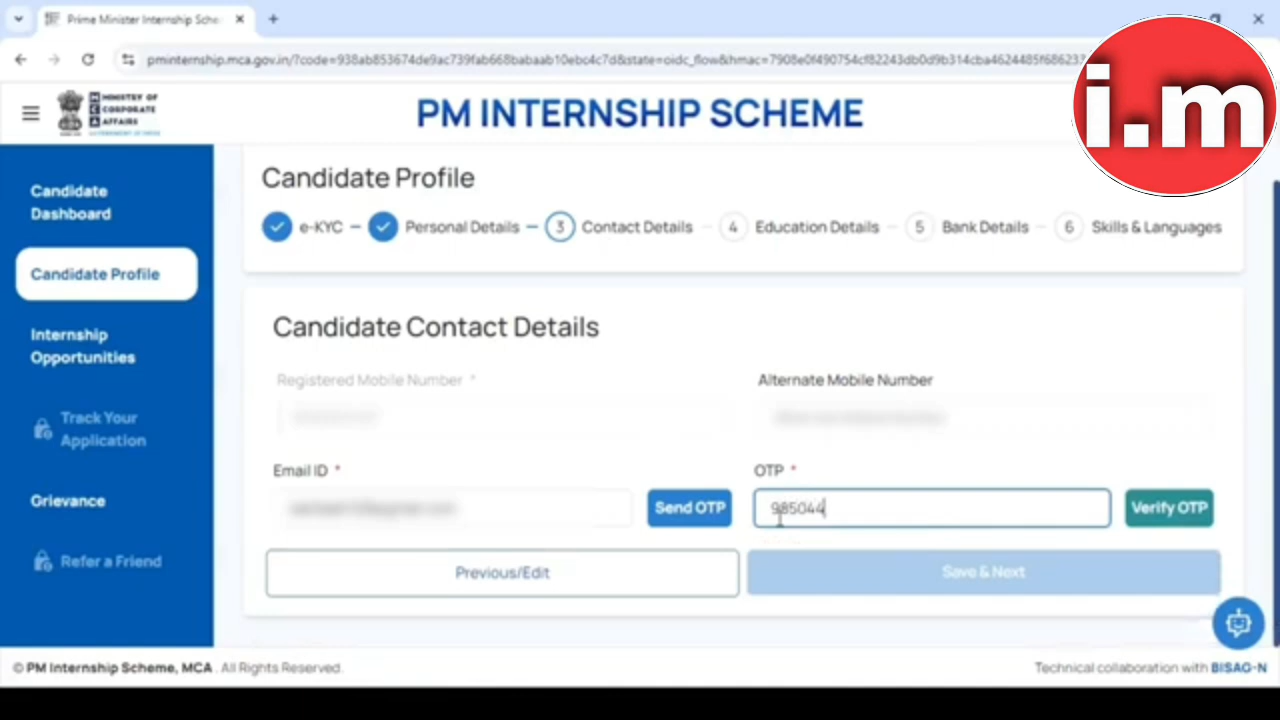 Prime Minister Internship Sche
pminternship.mca.gov.in/?code=938ab853674de9ac739fab668babaab10ebc4c7d&state=oidc_flow&hmac=7908e0f490754cf82243db0d9b314cba4624485f686233
i.m
MINISTRY OF
CORPORATE
AFFAIRS
GOVERNMENT OF INDIA
PM INTERNSHIP SCHEME
Candidate
Dashboard
Candidate Profile
Internship
Opportunities
Track Your
Application
Grievance
Refer a Friend
Candidate Profile
e-KYC
Personal Details
3 Contact Details
4 Education Details
5 Bank Details
6 Skills & Languages
Candidate Contact Details
Registered Mobile Number *
Alternate Mobile Number
Email ID *
OTP *
Send OTP
985044
Verify OTP
Previous/Edit
Save & Next
© PM Internship Scheme, MCA . All Rights Reserved.
Technical collaboration with BISAG-N